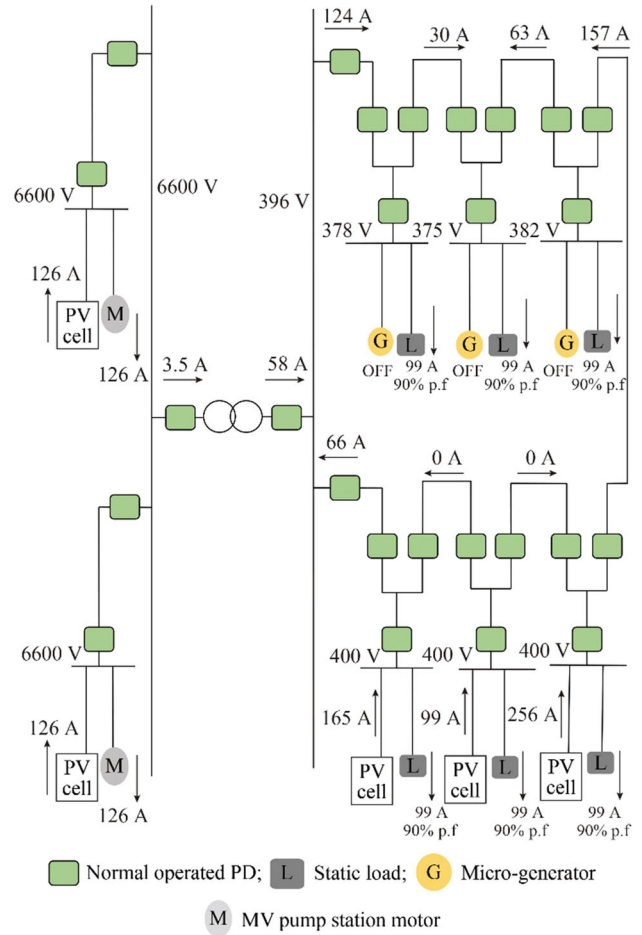 124 A
30 A
63 A
157 A
6600 V
6600 V
396 V
378 V
375 V
382 V
126 A
PV
cell
M
126 A
G
L
OFF
99 A
90% p.f
G
L
OFF
99 A
90% p.f
G
L
OFF
99 A
90% p.f
3.5 A
58 A
66 A
0 A
0 A
6600 V
400 V
400 V
400 V
126 A
PV
cell
M
126 A
165 A
PV
cell
L
99 A
90% p.f
99 A
PV
cell
L
99 A
90% p.f
256 A
PV
cell
L
99 A
90% p.f
Normal operated PD; L Static load; G Micro-generator
M MV pump station motor